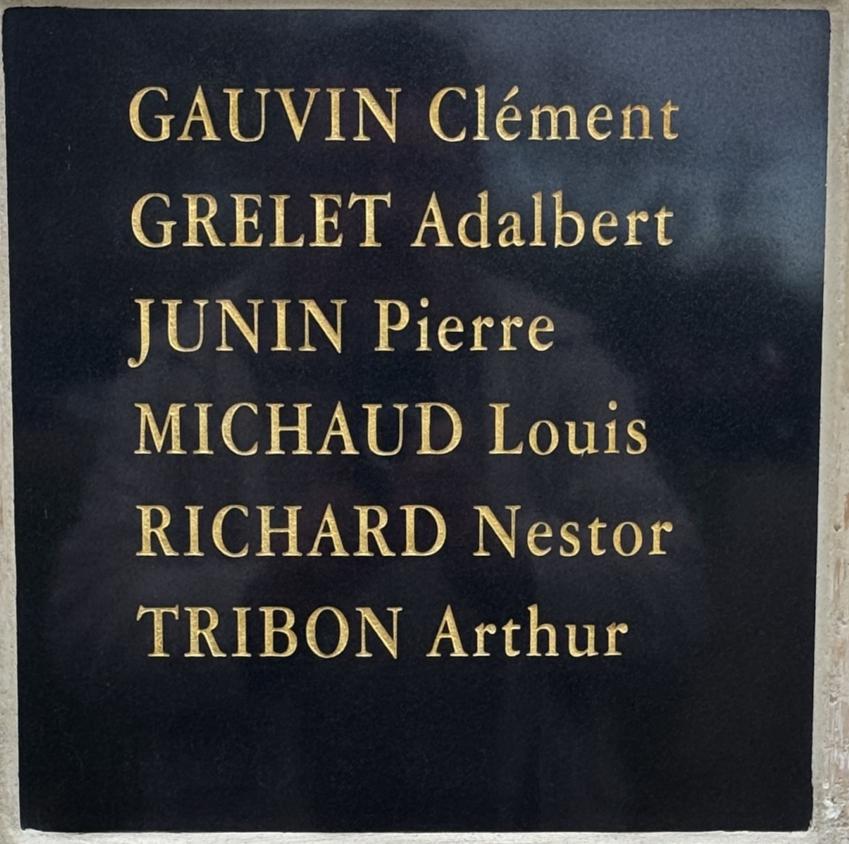 GAUVIN Clément
GRELET Adalbert
JUNIN Pierre
MICHAUD Louis
RICHARD Nestor
TRIBON Arthur